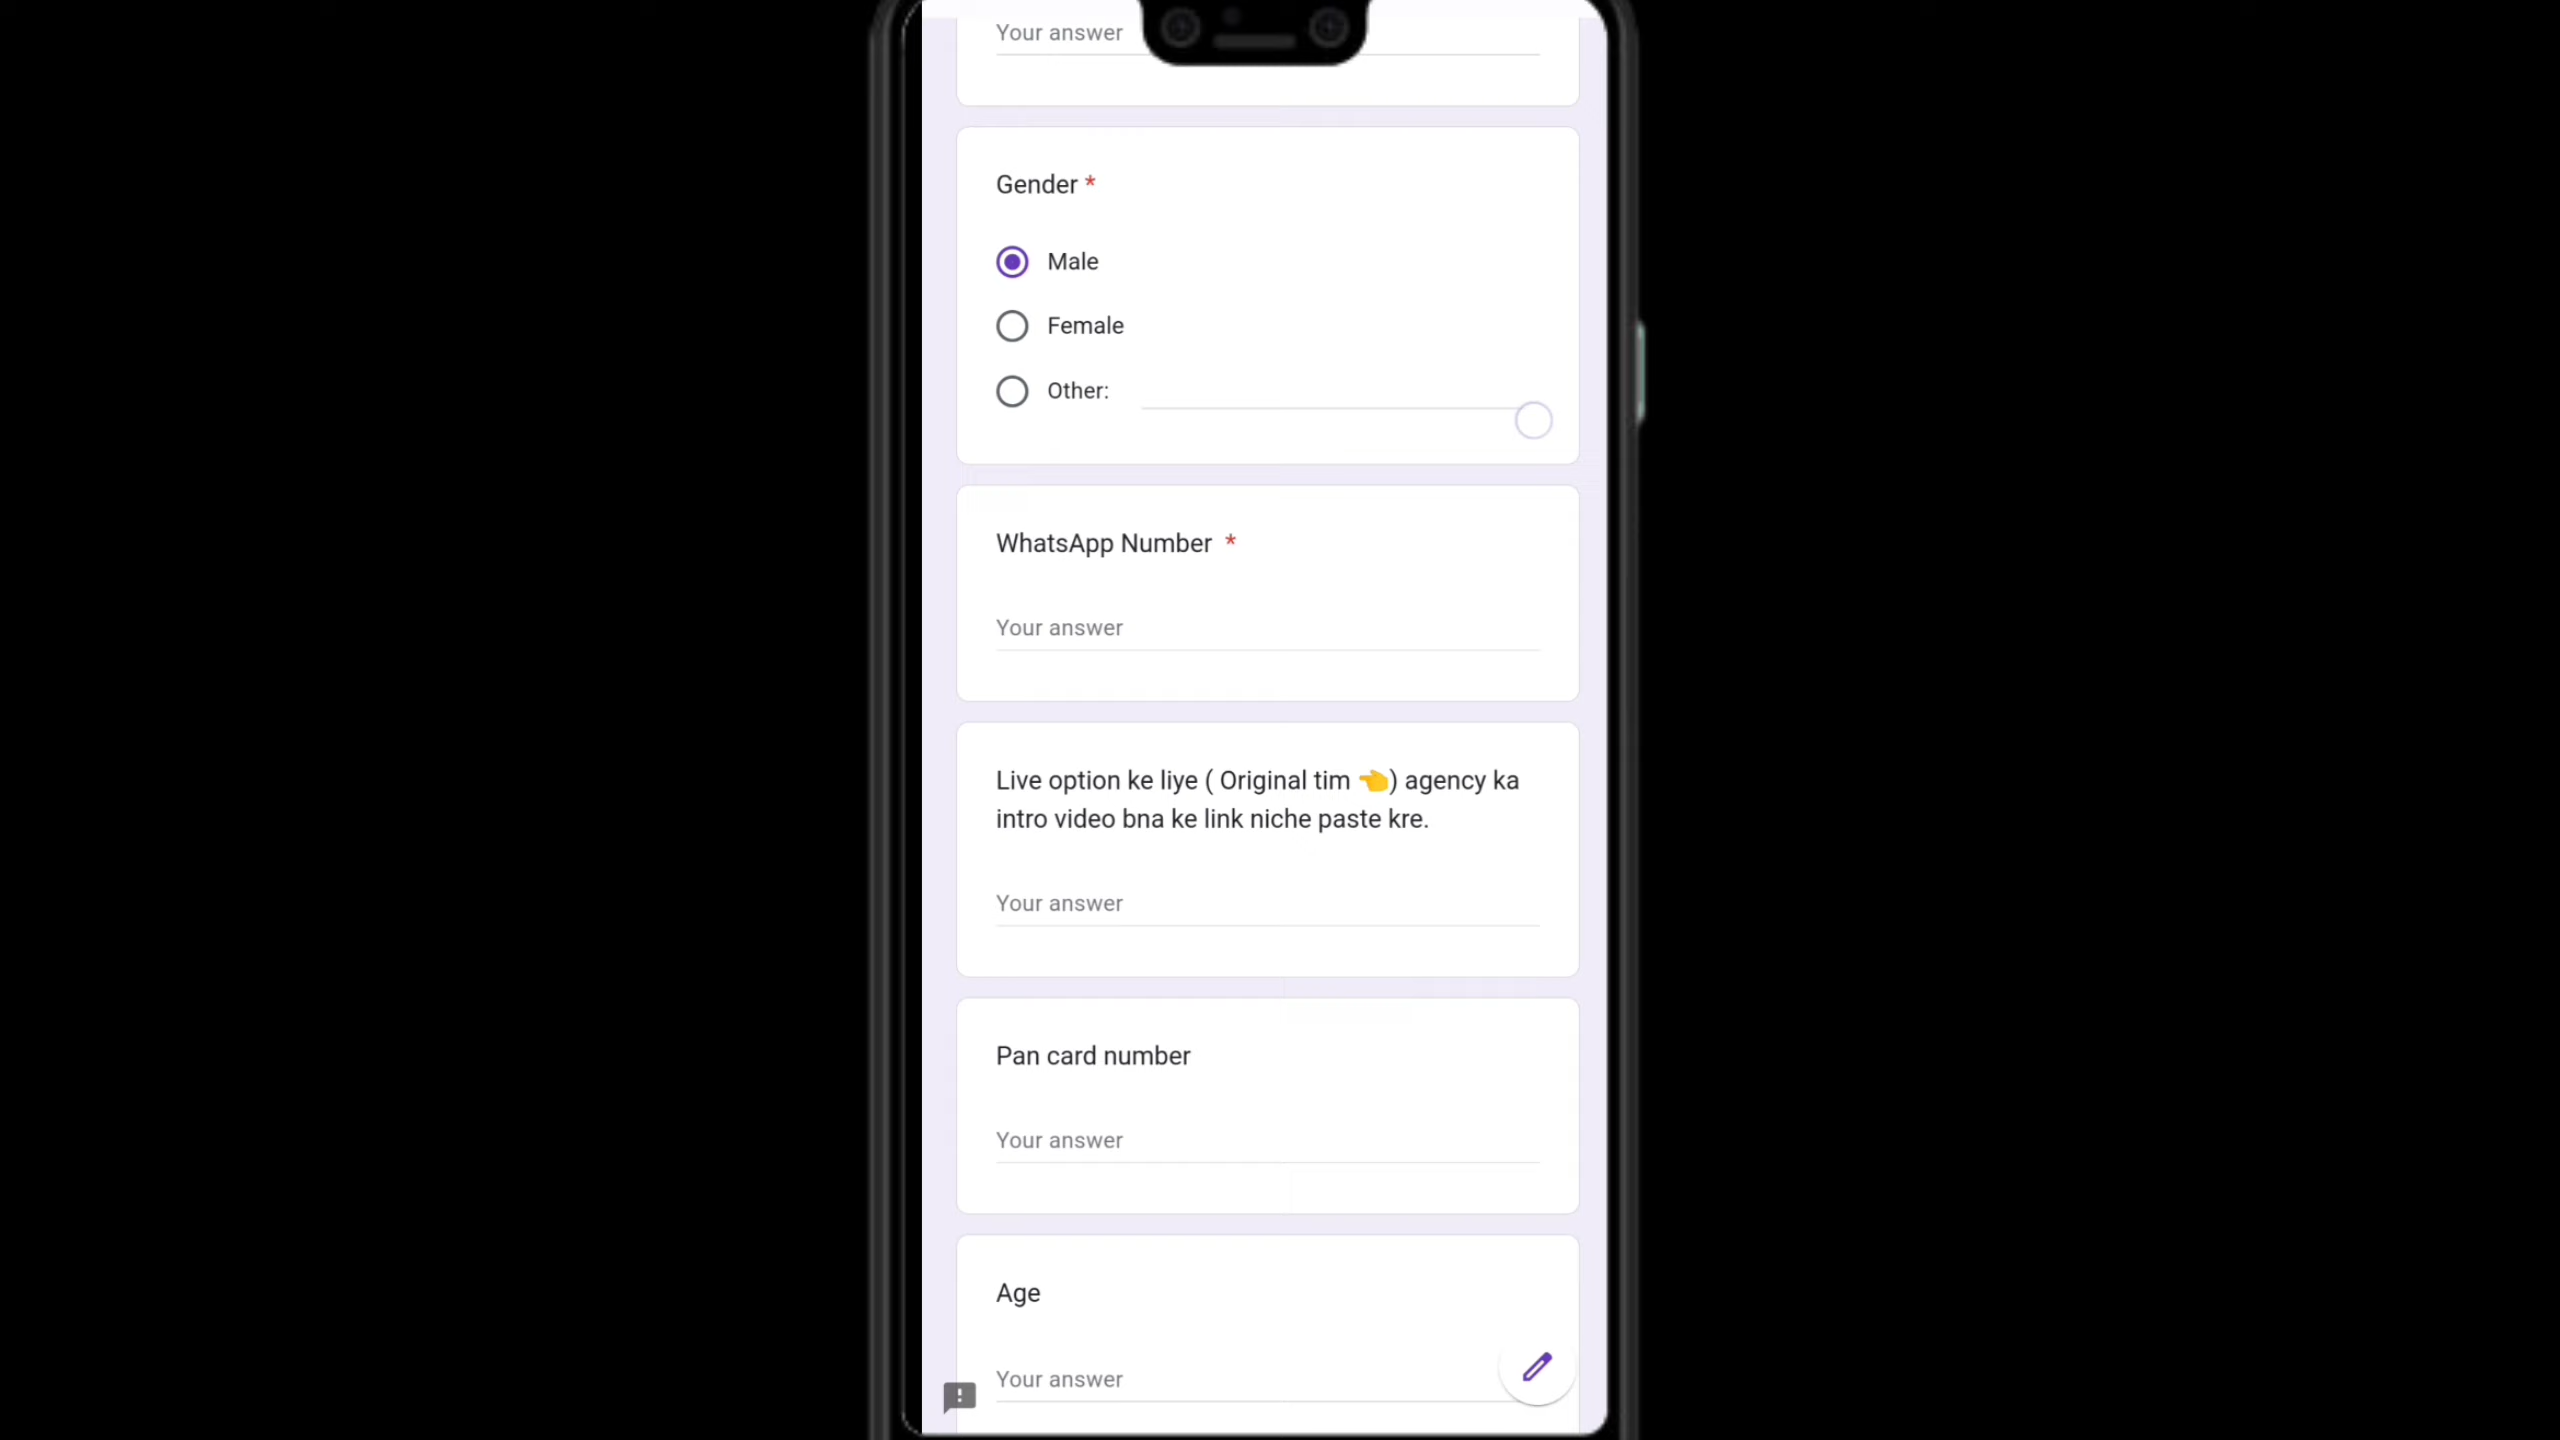 Your answer
Gender *
Male
Female
Other:
WhatsApp Number *
Your answer
Live option ke liye ( Original tim 👈) agency ka
intro video bna ke link niche paste kre.
Your answer
Pan card number
Your answer
Age
Your answer